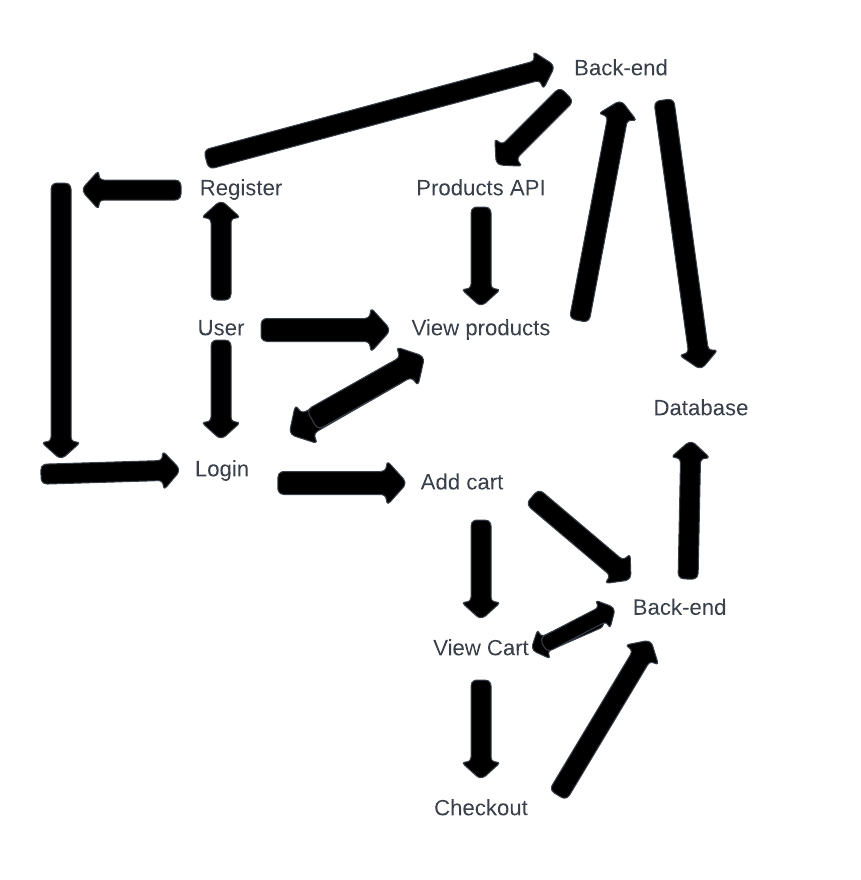 Back-end
Register
Products API
User
View products
Database
Login
Add cart
Back-end
View Cart
Checkout